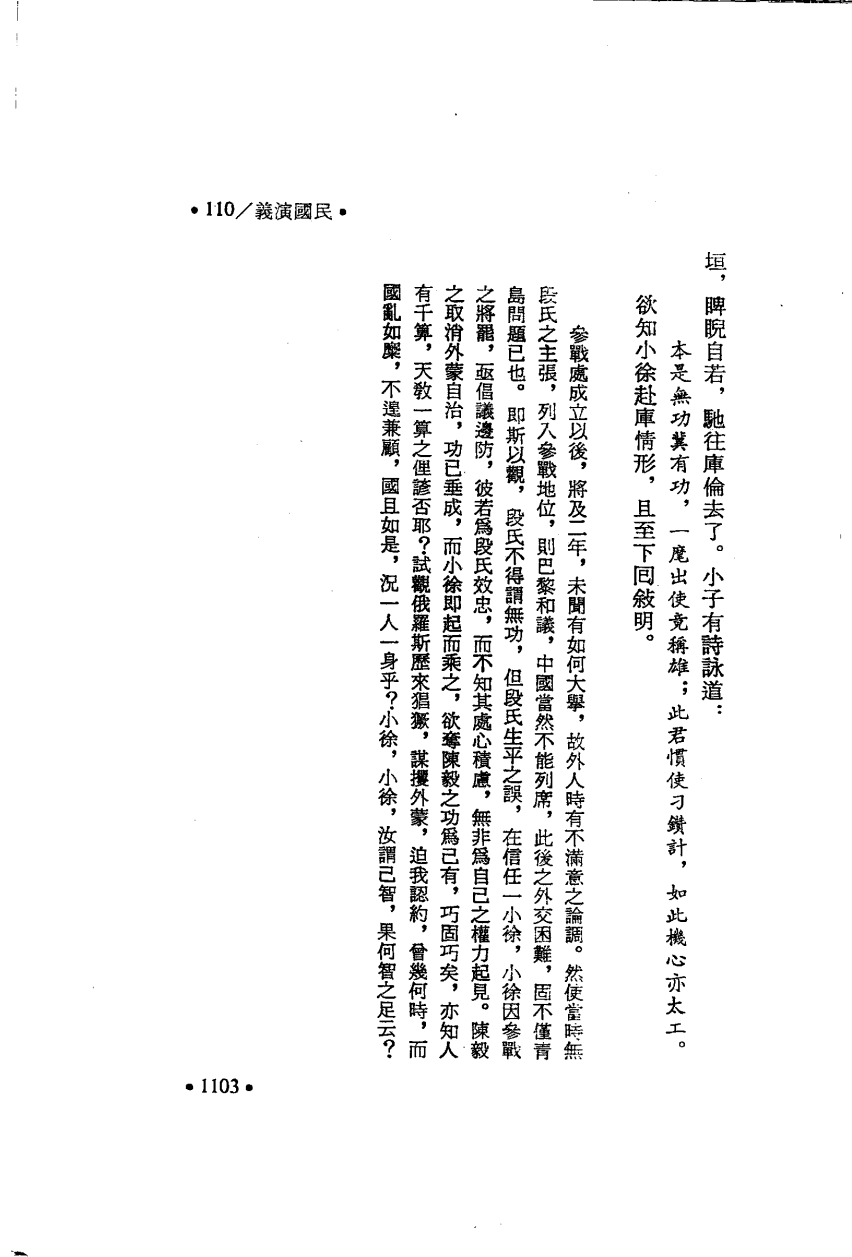 •110／義演國民•
垣，睥睨自若，馳往庫倫去了。小子有詩詠道：
本是無功冀有功，一麾出使竟稱雄；此君慣使刁鑽計，如此機心亦太工。
欲知小徐赴庫情形，且至下回敍明。
參戰處成立以後，將及二年，未聞有如何大舉，故外人時有不滿意之論調。然使當時無
段氏之主張，列入參戰地位，則巴黎和議，中國當然不能列席，此後之外交困難，固不僅青
島問題已也。即斯以觀，段氏不得謂無功，但段氏生平之誤，在信任一小徐，小徐因參戰
之將罷，亟倡議邊防，彼若爲段氏效忠，而不知其處心積慮，無非爲自己之權力起見。陳毅
之取消外蒙自治，功已垂成，而小徐即起而乘之，欲奪陳毅之功爲己有，巧固巧矣，亦知人
有千算，天教一算之俚諺否耶？試觀俄羅斯歷來猖獗，謀攫外蒙，迫我認約，曾幾何時，而
國亂如糜，不遑兼顧，國且如是，況一人一身乎？小徐，小徐，汝謂己智，果何智之足云？
•1103•